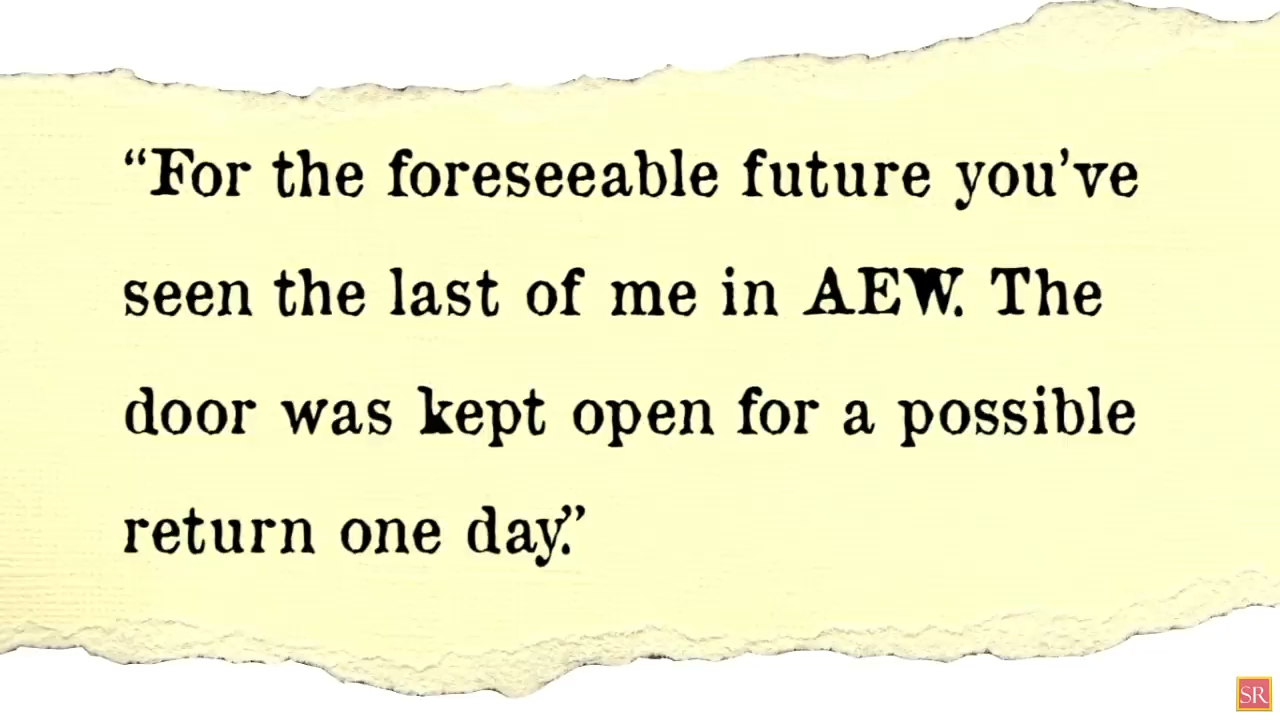 “For the foreseeable future you’ve
seen the last of me in AEW. The
door was kept open for a possible
return one day.”
SR